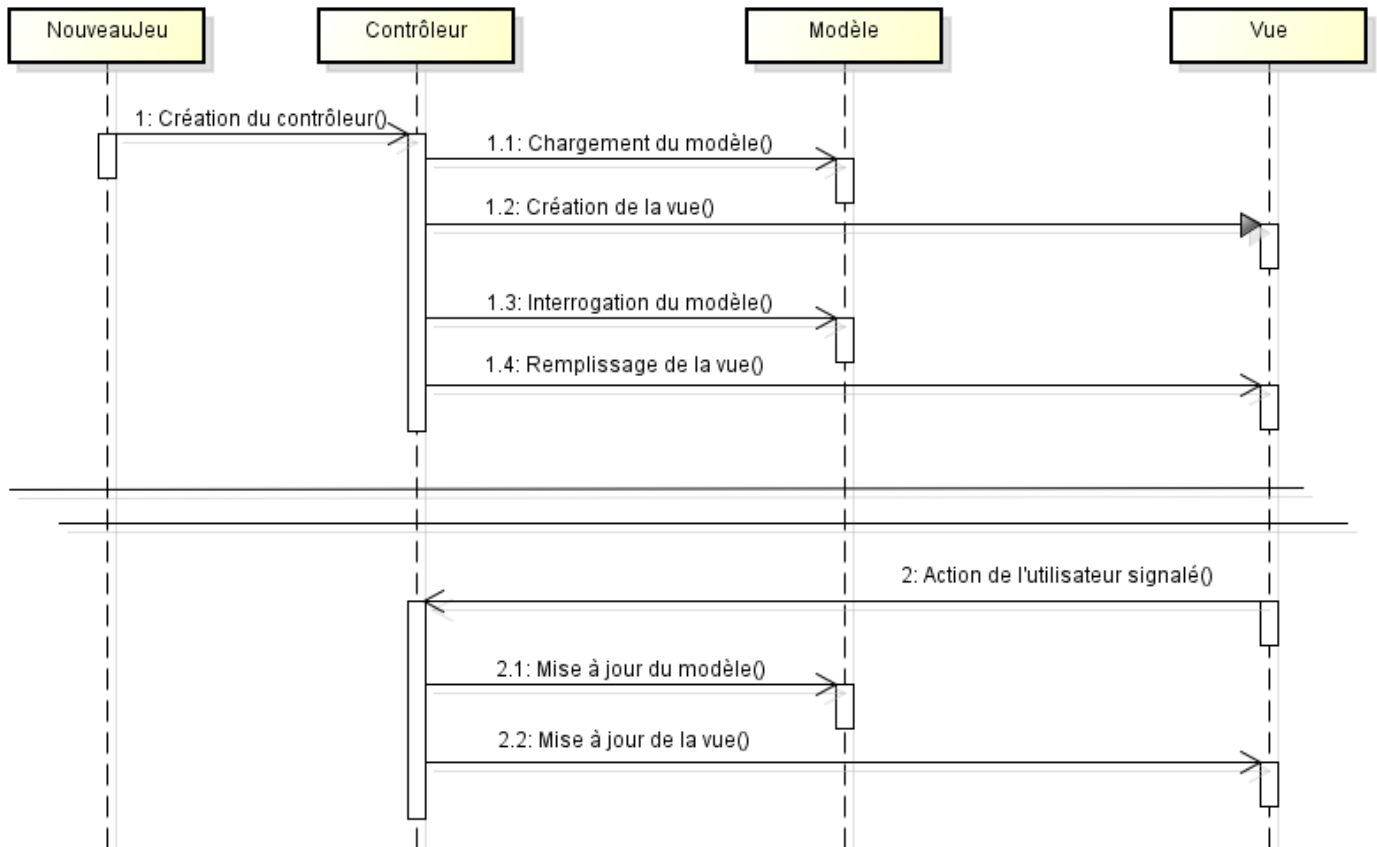 NouveauJeu
Contrôleur
Modèle
Vue
1: Création du contrôleur()
1.1: Chargement du modèle()
1.2: Création de la vue()
1.3: Interrogation du modèle()
1.4: Remplissage de la vue()
2: Action de l'utilisateur signalé()
2.1: Mise à jour du modèle()
2.2: Mise à jour de la vue()